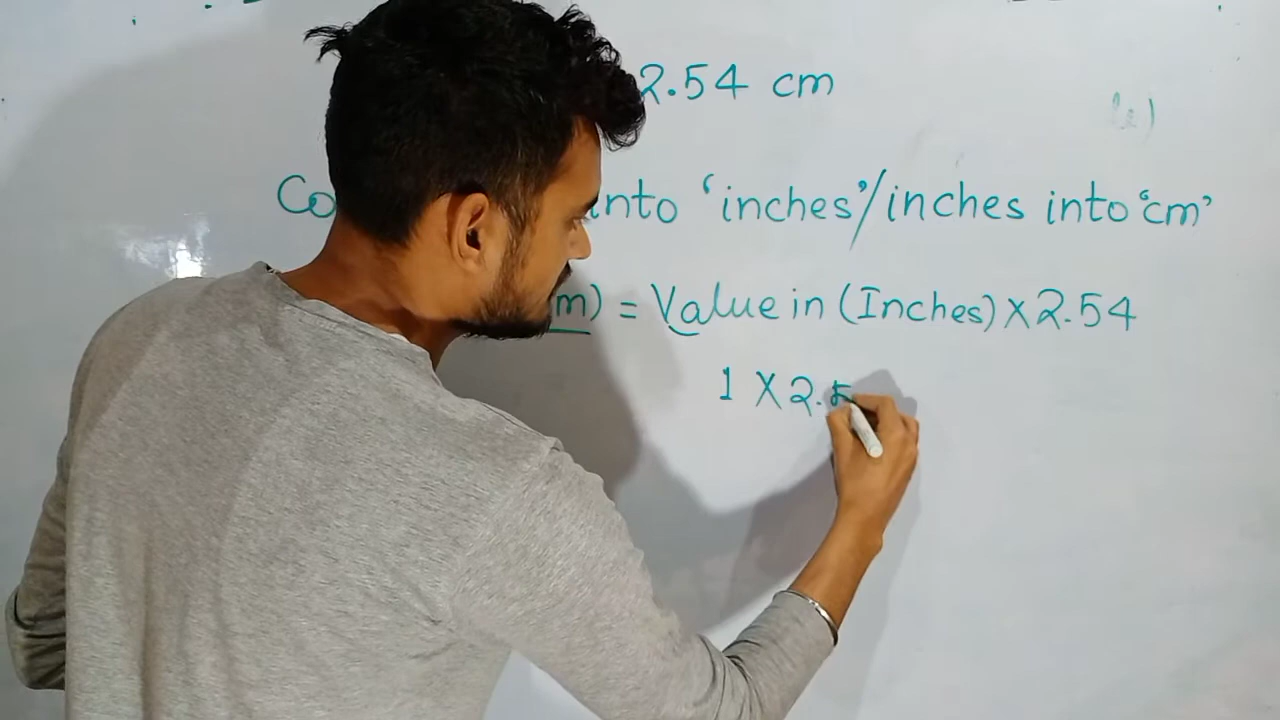 2.54 cm
Co into 'inches'/inches into 'cm'
m) = Value in (Inches) X 2.54
1 X 2.5